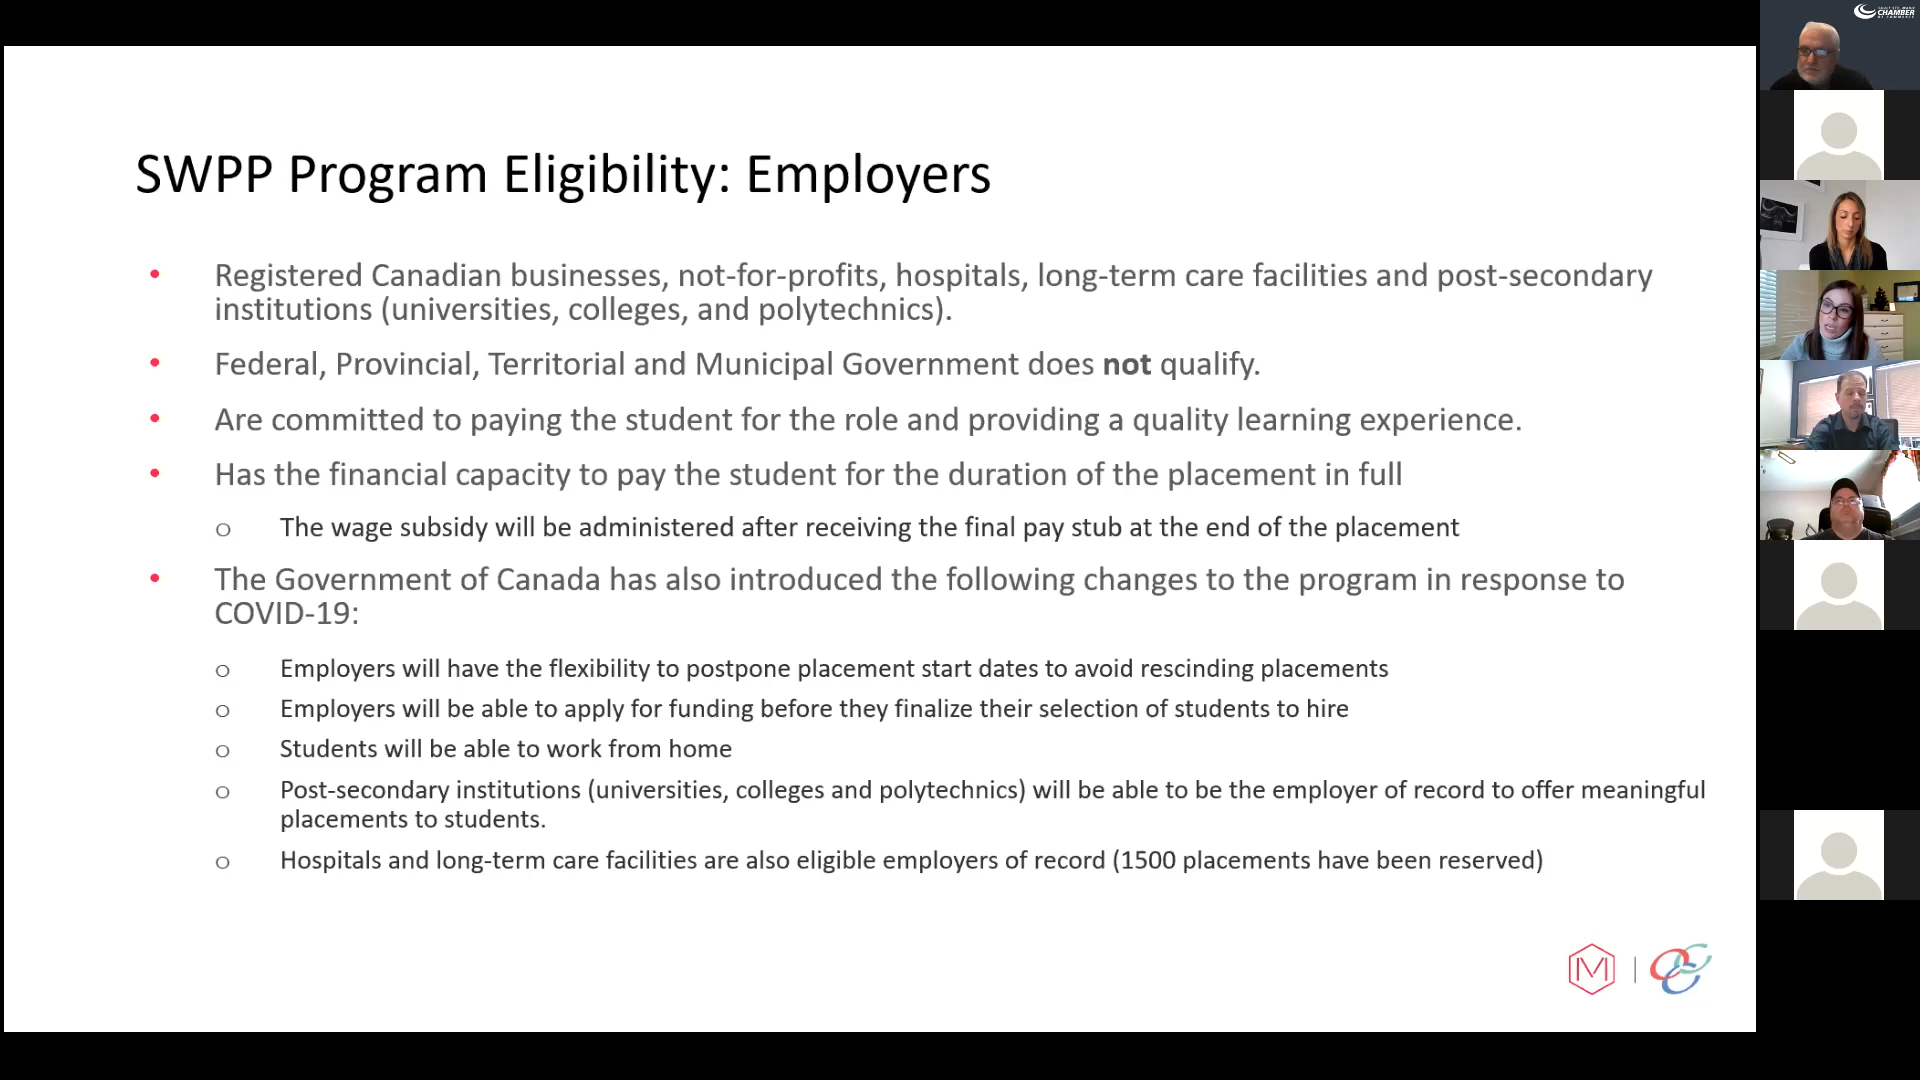 SWPP Program Eligibility: Employers
• Registered Canadian businesses, not-for-profits, hospitals, long-term care facilities and post-secondary
institutions (universities, colleges, and polytechnics).
• Federal, Provincial, Territorial and Municipal Government does not qualify.
• Are committed to paying the student for the role and providing a quality learning experience.
• Has the financial capacity to pay the student for the duration of the placement in full
o The wage subsidy will be administered after receiving the final pay stub at the end of the placement
• The Government of Canada has also introduced the following changes to the program in response to
COVID-19:
o Employers will have the flexibility to postpone placement start dates to avoid rescinding placements
o Employers will be able to apply for funding before they finalize their selection of students to hire
o Students will be able to work from home
o Post-secondary institutions (universities, colleges and polytechnics) will be able to be the employer of record to offer meaningful
placements to students.
o Hospitals and long-term care facilities are also eligible employers of record (1500 placements have been reserved)
CHAMBER